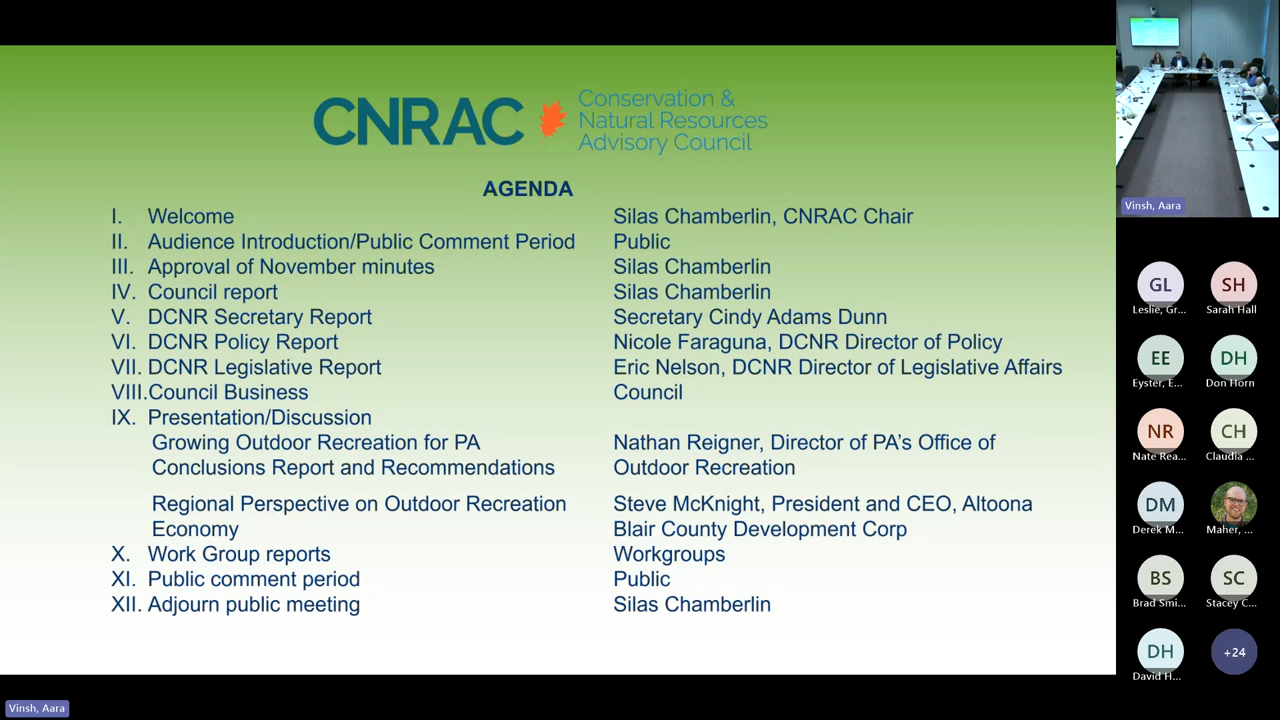 CNRAC
Conservation &
Natural Resources
Advisory Council
AGENDA
I. Welcome Silas Chamberlin, CNRAC Chair
II. Audience Introduction/Public Comment Period Public
III. Approval of November minutes Silas Chamberlin
IV. Council report Silas Chamberlin
V. DCNR Secretary Report Secretary Cindy Adams Dunn
VI. DCNR Policy Report Nicole Faraguna, DCNR Director of Policy
VII. DCNR Legislative Report Eric Nelson, DCNR Director of Legislative Affairs
VIII.Council Business Council
IX. Presentation/Discussion
Growing Outdoor Recreation for PA Nathan Reigner, Director of PA's Office of
Conclusions Report and Recommendations Outdoor Recreation
Regional Perspective on Outdoor Recreation Steve McKnight, President and CEO, Altoona
Economy Blair County Development Corp
X. Work Group reports Workgroups
XI. Public comment period Public
XII. Adjourn public meeting Silas Chamberlin
Vinsh, Aara
GL SH
Leslie, Gr... Sarah Hall
EE DH
Eyster, E... Don Horn
NR CH
Nate Rea... Claudia ...
DM
Derek M... Maher, ...
BS SC
Brad Smi... Stacey C...
DH +24
David H...
Vinsh, Aara